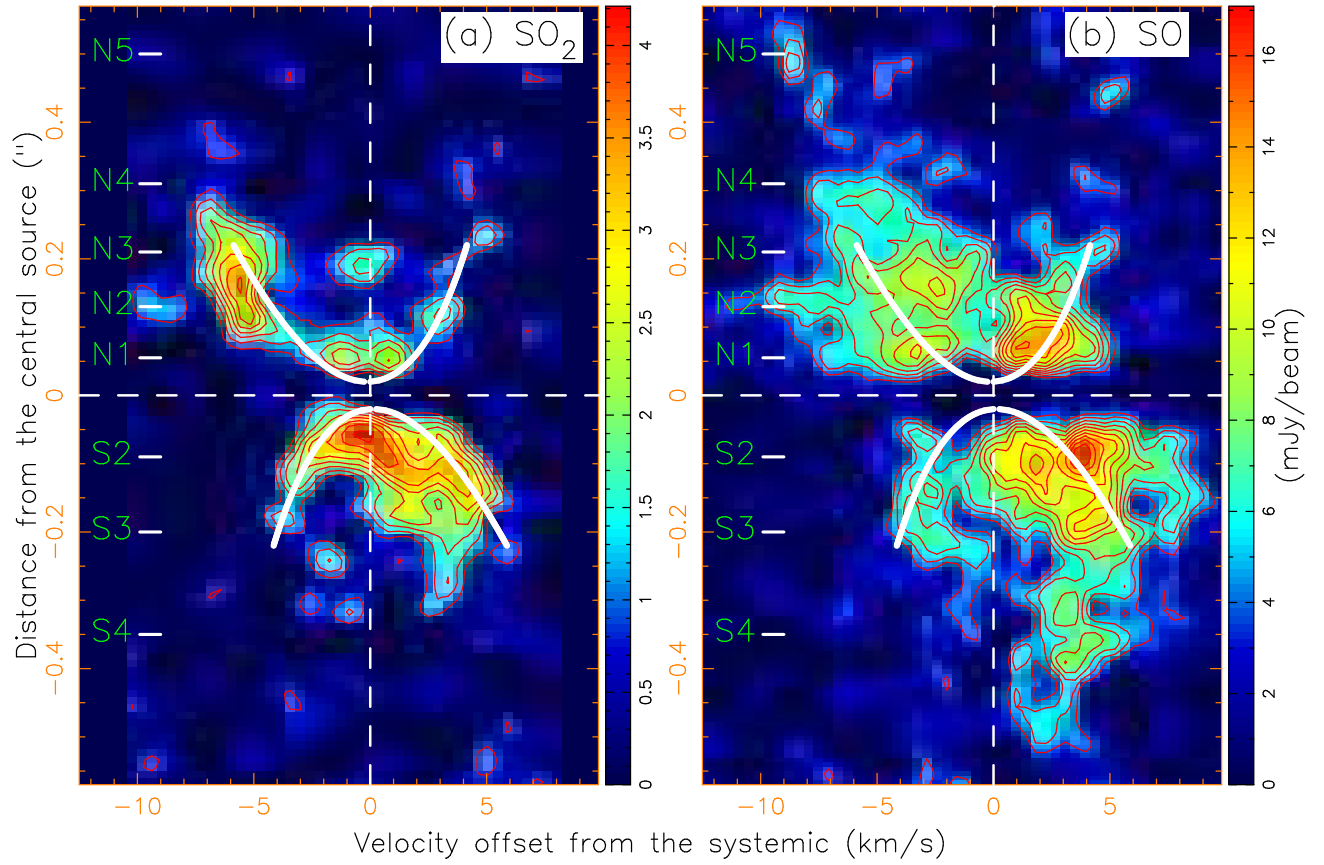 (a) SO2
(b) SO
Distance from the central source (")
N5
N4
N3
N2
N1
S2
S3
S4
0.4
0.2
0
−0.2
−0.4
−10
−5
0
5
4
3.5
3
2.5
2
1.5
1
0.5
0
N5
N4
N3
N2
N1
S2
S3
S4
0.4
0.2
0
−0.2
−0.4
−10
−5
0
5
16
14
12
10
8
6
4
2
0
(mJy/beam)
Velocity offset from the systemic (km/s)